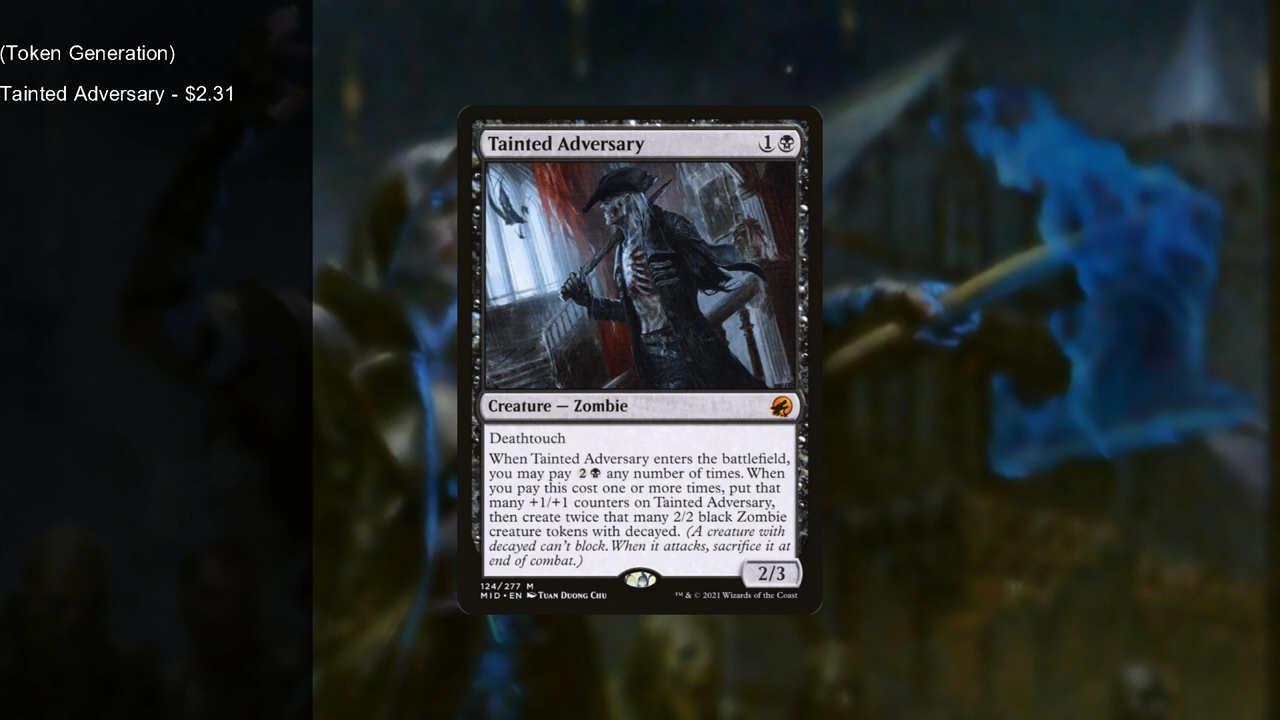 (Token Generation)
Tainted Adversary - $2.31
Tainted Adversary 1
Creature — Zombie
Deathtouch
When Tainted Adversary enters the battlefield,
you may pay 2 any number of times. When
you pay this cost one or more times, put that
many +1/+1 counters on Tainted Adversary,
then create twice that many 2/2 black Zombie
creature tokens with decayed. (A creature with
decayed can't block. When it attacks, sacrifice it at
end of combat.)
2/3
124/277 M
MID • EN Tuan Duong Chu
™ & © 2021 Wizards of the Coast